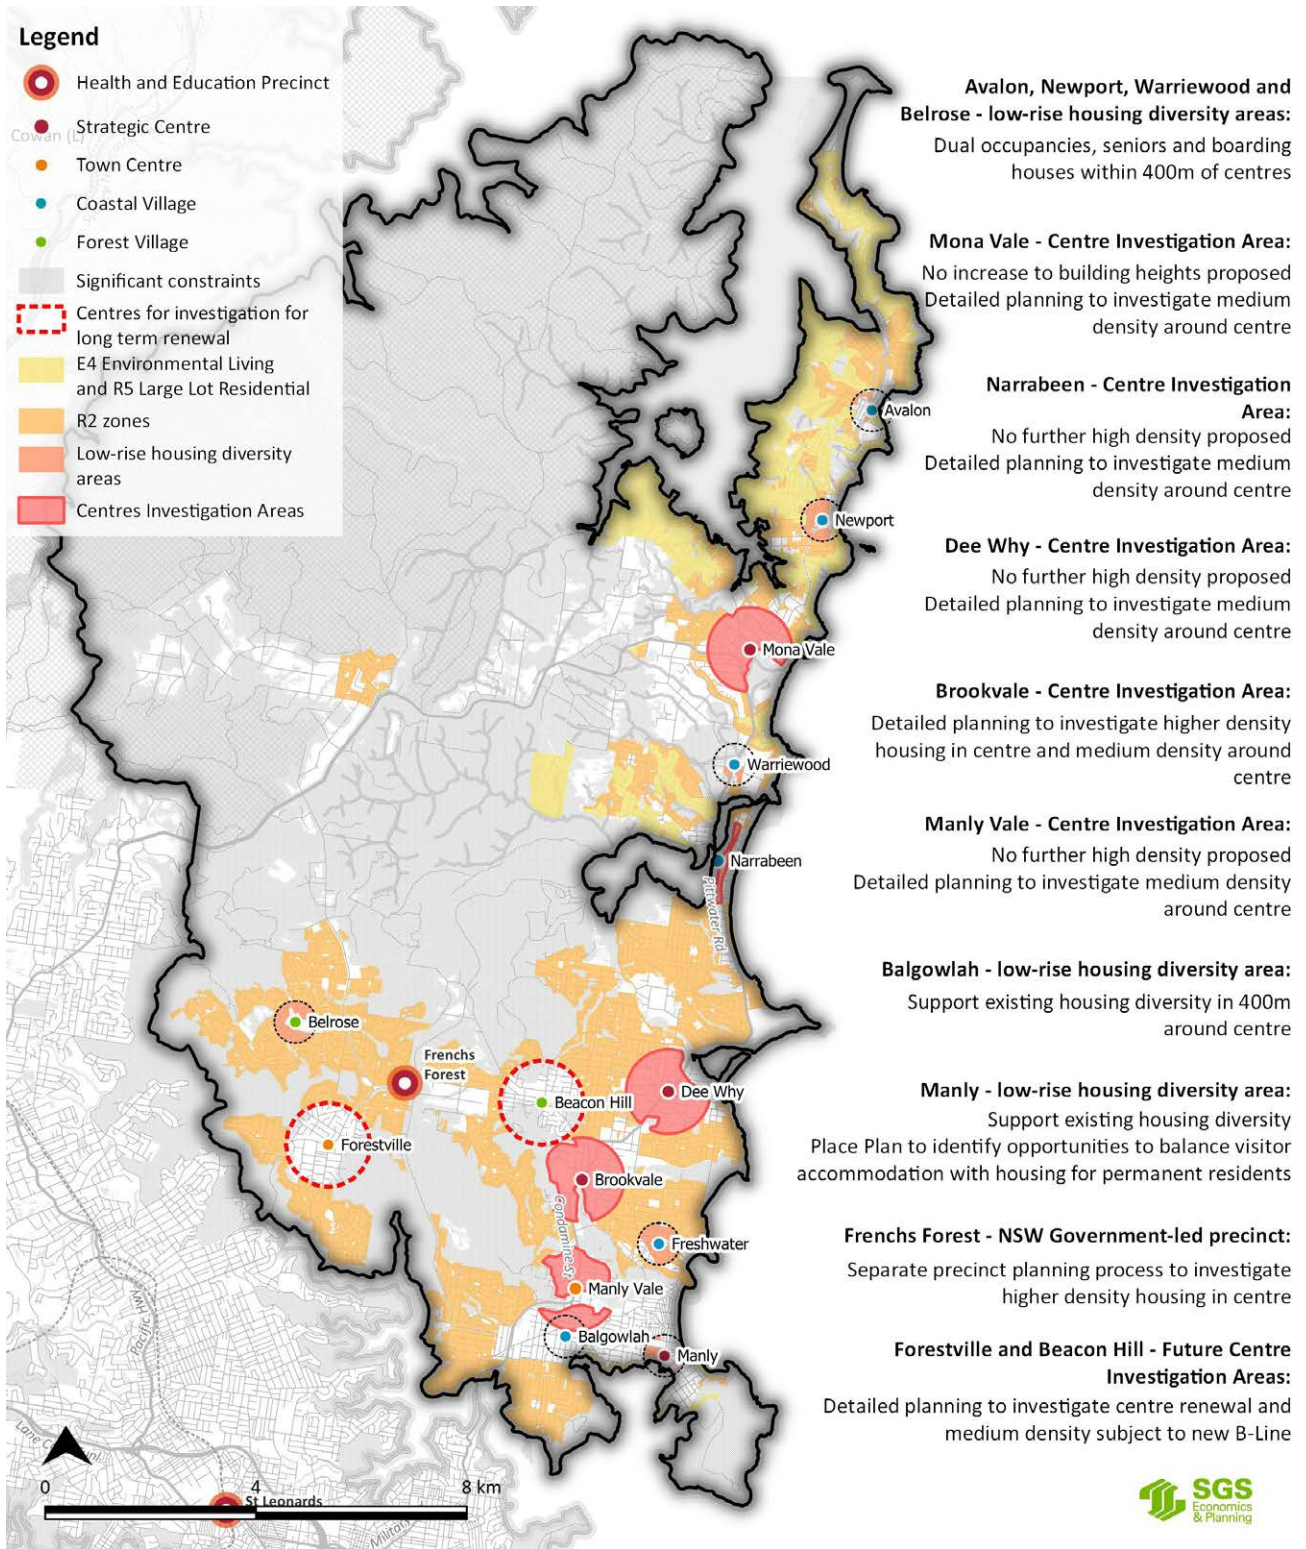 Legend
Health and Education Precinct
Cowan (L)
Strategic Centre
Town Centre
Coastal Village
Forest Village
Significant constraints
Centres for investigation for
long term renewal
E4 Environmental Living
and R5 Large Lot Residential
R2 zones
Low-rise housing diversity
areas
Centres Investigation Areas
Avalon
Newport
Mona Vale
Warriewood
Narrabeen
Pittwater Rd
Belrose
Frenchs
Forest
Beacon Hill
Dee Why
Forestville
Brookvale
Condamine St
Freshwater
Manly Vale
Balgowlah
Manly
Pacific Hwy
St Leonards
0 4 8 km
Avalon, Newport, Warriewood and
Belrose - low-rise housing diversity areas:
Dual occupancies, seniors and boarding
houses within 400m of centres
Mona Vale - Centre Investigation Area:
No increase to building heights proposed
Detailed planning to investigate medium
density around centre
Narrabeen - Centre Investigation
Area:
No further high density proposed
Detailed planning to investigate medium
density around centre
Dee Why - Centre Investigation Area:
No further high density proposed
Detailed planning to investigate medium
density around centre
Brookvale - Centre Investigation Area:
Detailed planning to investigate higher density
housing in centre and medium density around
centre
Manly Vale - Centre Investigation Area:
No further high density proposed
Detailed planning to investigate medium density
around centre
Balgowlah - low-rise housing diversity area:
Support existing housing diversity in 400m
around centre
Manly - low-rise housing diversity area:
Support existing housing diversity
Place Plan to identify opportunities to balance visitor
accommodation with housing for permanent residents
Frenchs Forest - NSW Government-led precinct:
Separate precinct planning process to investigate
higher density housing in centre
Forestville and Beacon Hill - Future Centre
Investigation Areas:
Detailed planning to investigate centre renewal and
medium density subject to new B-Line
SGS
Economics
& Planning